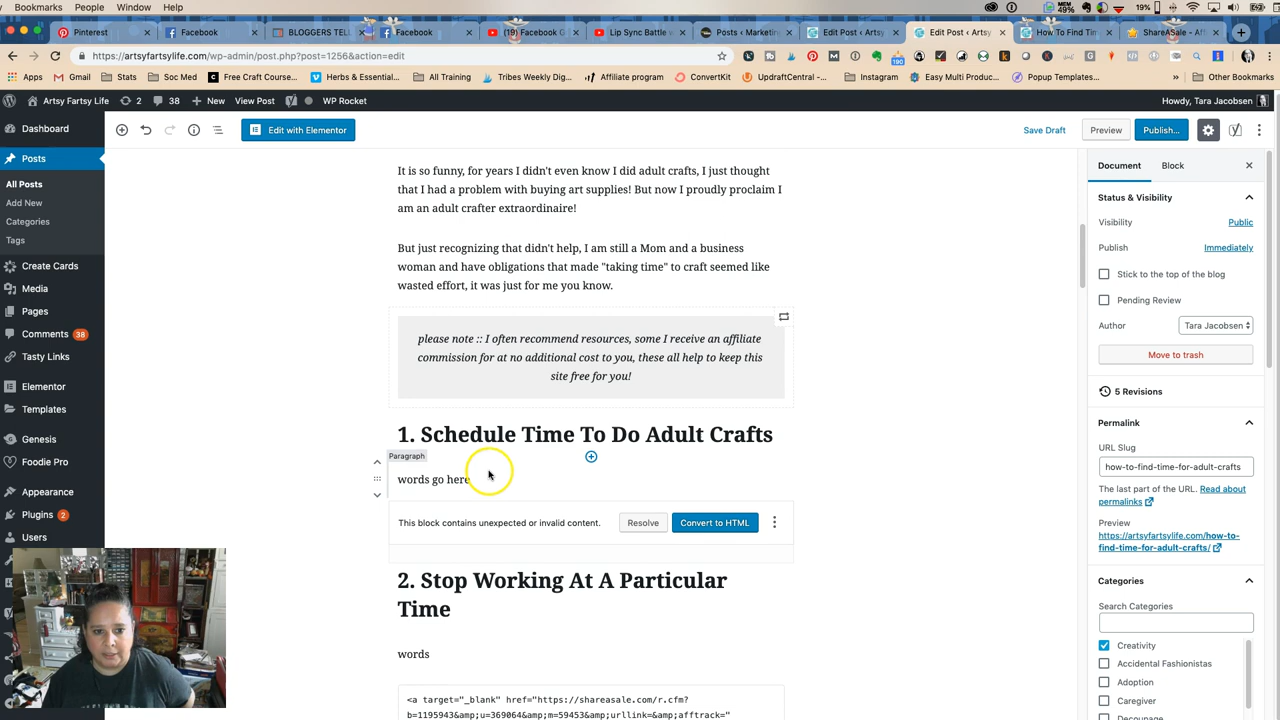 Bookmarks People Window Help
19%
Pinterest
Facebook
BLOGGERS TELL
Facebook
(19) Facebook G
Lip Sync Battle
Posts ‹ Marketin
Edit Post ‹ Artsy
Edit Post ‹ Artsy
How To Find Tim
ShareASale - Aff
https://artsyfartsylife.com/wp-admin/post.php?post=1256&action=edit
Apps Gmail Stats Soc Med Free Craft Course... Herbs & Essential... All Training Tribes Weekly Dig... Affiliate program ConvertKit UpdraftCentral -... Instagram Easy Multi Produc... Popup Templates... Other Bookmarks
Artsy Fartsy Life 2 38 New View Post WP Rocket Howdy, Tara Jacobsen
Dashboard
Posts
All Posts
Add New
Categories
Tags
Create Cards
Media
Pages
Comments 38
Tasty Links
Elementor
Templates
Genesis
Foodie Pro
Appearance
Plugins 2
Users
Edit with Elementor
Save Draft
Preview
Publish...
It is so funny, for years I didn't even know I did adult crafts, I just thought
that I had a problem with buying art supplies! But now I proudly proclaim I
am an adult crafter extraordinaire!
But just recognizing that didn't help, I am still a Mom and a business
woman and have obligations that made "taking time" to craft seemed like
wasted effort, it was just for me you know.
please note :: I often recommend resources, some I receive an affiliate
commission for at no additional cost to you, these all help to keep this
site free for you!
1. Schedule Time To Do Adult Crafts
Paragraph
words go here
This block contains unexpected or invalid content.
Resolve
Convert to HTML
2. Stop Working At A Particular
Time
words
<a target="_blank" href="https://shareasale.com/r.cfm?
b=1195943&amp;u=369064&amp;m=59453&amp;urllink=&amp;afftrack="
Document
Block
Status & Visibility
Visibility
Public
Publish
Immediately
Stick to the top of the blog
Pending Review
Author
Tara Jacobsen
Move to trash
5 Revisions
Permalink
URL Slug
how-to-find-time-for-adult-crafts
The last part of the URL. Read about
permalinks
Preview
https://artsyfartsylife.com/how-to-
find-time-for-adult-crafts/
Categories
Search Categories
Creativity
Accidental Fashionistas
Adoption
Caregiver